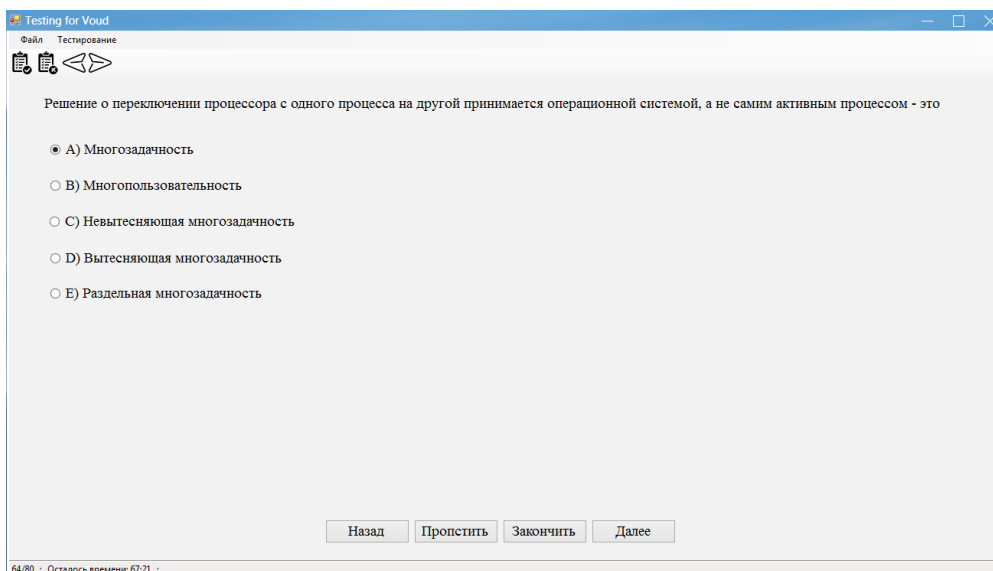 Testing for Voud
Файл Тестирование
Решение о переключении процессора с одного процесса на другой принимается операционной системой, а не самим активным процессом - это
A) Многозадачность
B) Многопользовательность
C) Невытесняющая многозадачность
D) Вытесняющая многозадачность
E) Раздельная многозадачность
Назад Пропстить Закончить Далее
64/80 : Осталось времени: 67:21 :